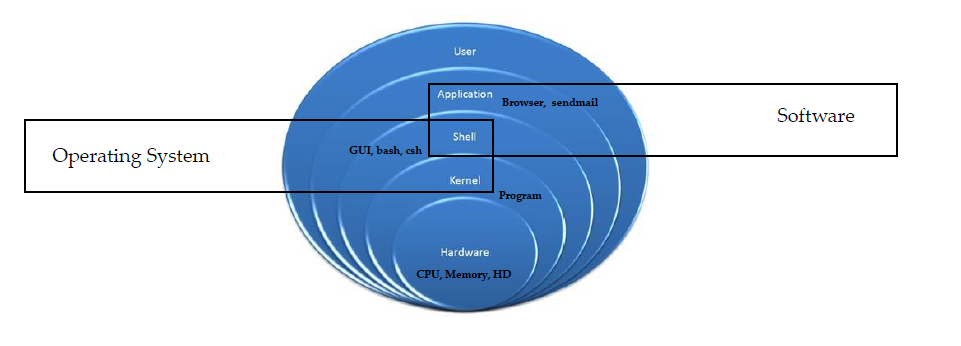 User
Application
Browser, sendmail
Software
Shell
GUI, bash, csh
Operating System
Kernel
Program
Hardware
CPU, Memory, HD